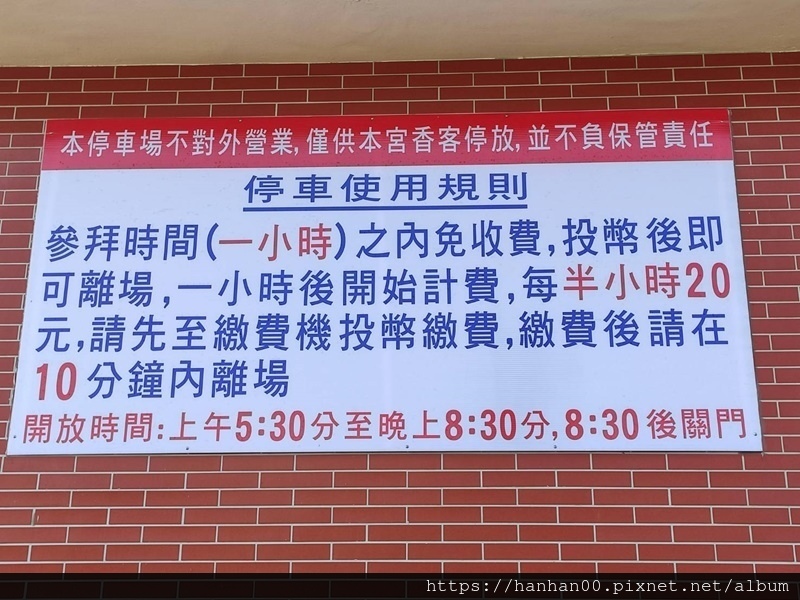 本停車場不對外營業,僅供本宮香客停放,並不負保管責任
停車使用規則
參拜時間(一小時)之內免收費,投幣後即
可離場,一小時後開始計費,每半小時20
元,請先至繳費機投幣繳費,繳費後請在
10分鐘內離場
開放時間:上午5:30分至晚上8:30分,8:30後關門
https://hanhan00.pixnet.net/album